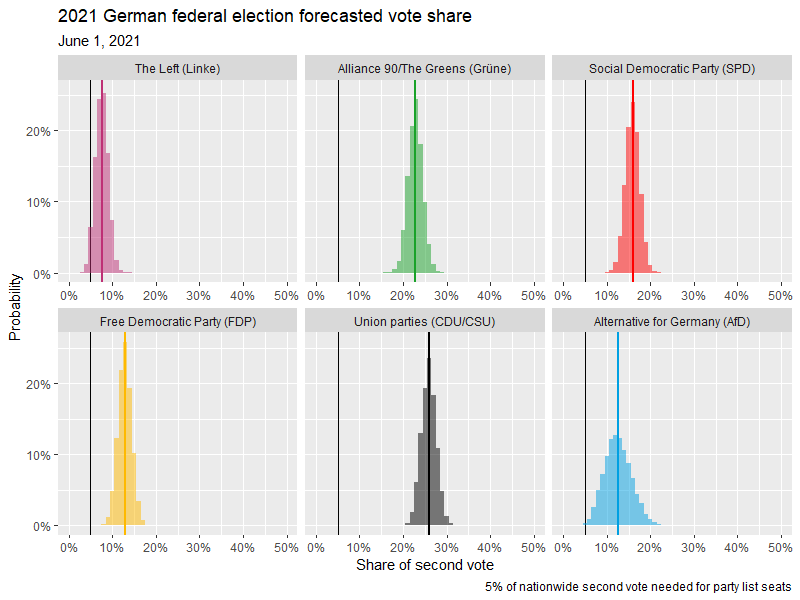 2021 German federal election forecasted vote share
June 1, 2021
The Left (Linke) Alliance 90/The Greens (Grüne) Social Democratic Party (SPD)
20%
10%
0%
0% 10% 20% 30% 40% 50% 0% 10% 20% 30% 40% 50% 0% 10% 20% 30% 40% 50%
Probability
Free Democratic Party (FDP) Union parties (CDU/CSU) Alternative for Germany (AfD)
20%
10%
0%
0% 10% 20% 30% 40% 50% 0% 10% 20% 30% 40% 50% 0% 10% 20% 30% 40% 50%
Share of second vote
5% of nationwide second vote needed for party list seats